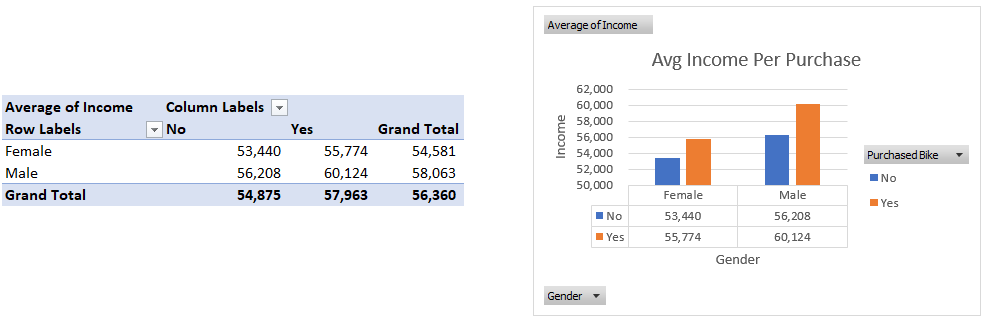 Average of Income Column Labels
Row Labels No Yes Grand Total
Female 53,440 55,774 54,581
Male 56,208 60,124 58,063
Grand Total 54,875 57,963 56,360
Average of Income
Avg Income Per Purchase
62,000
60,000
58,000
56,000
54,000
52,000
50,000
Income
Female Male
No 53,440 56,208
Yes 55,774 60,124
Gender
Purchased Bike
No
Yes
Gender